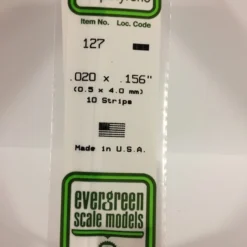 Item No. Loc. Code
127
.020 x .156"
(0.5 x 4.0 mm)
10 Strips
Made in U.S.A.
evergreen
scale models